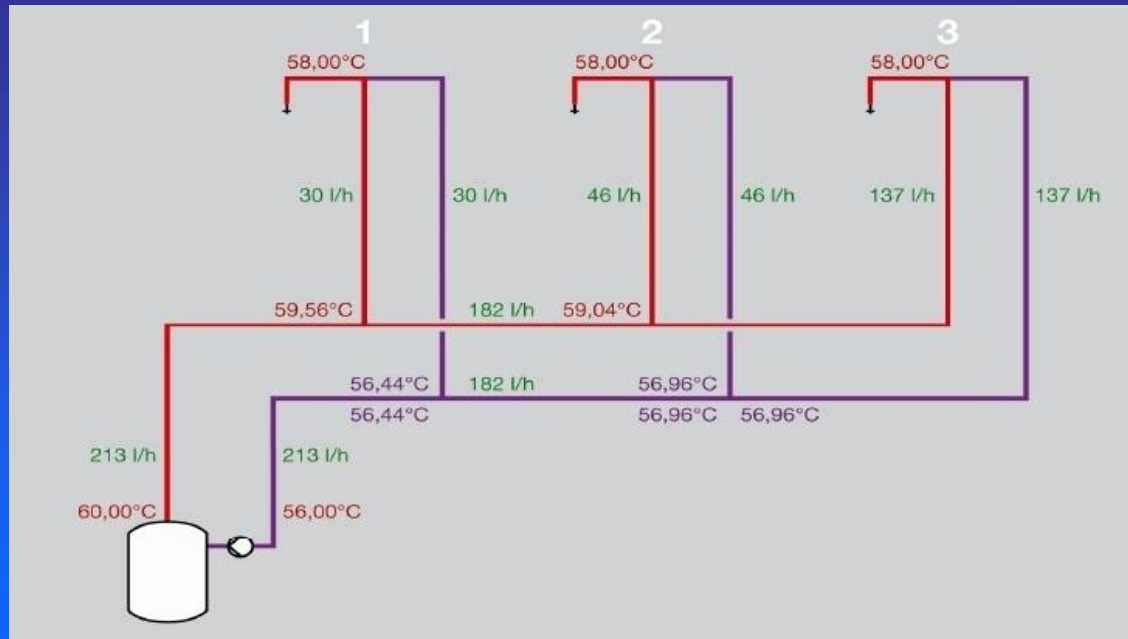 1 2 3
58,00°C 58,00°C 58,00°C
30 l/h 30 l/h 46 l/h 46 l/h 137 l/h 137 l/h
59,56°C 182 l/h 59,04°C
56,44°C 182 l/h 56,96°C
56,44°C 56,96°C 56,96°C
213 l/h 213 l/h
60,00°C 56,00°C